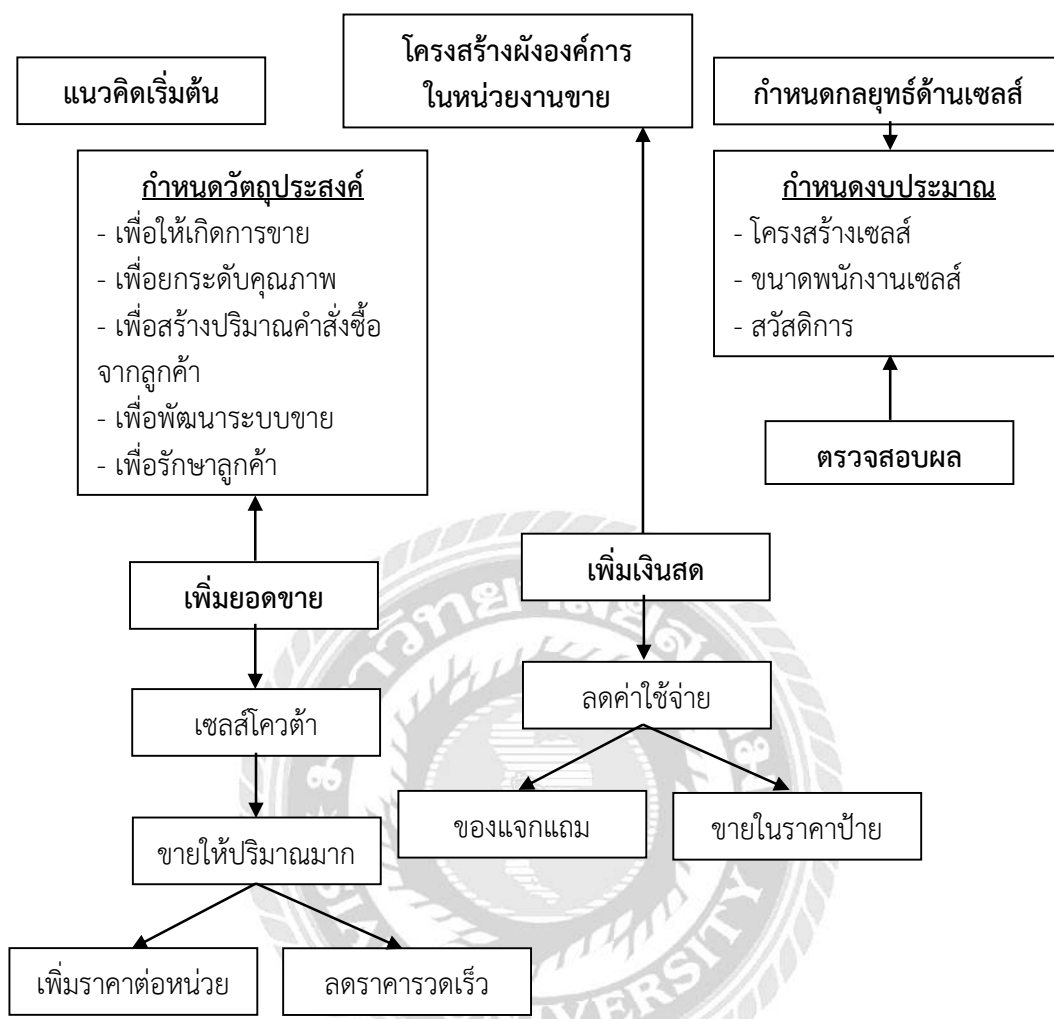 โครงสร้างผังองค์การ
ในหน่วยงานขาย
แนวคิดเริ่มต้น
กำหนดกลยุทธ์ด้านเซลส์
กำหนดวัตถุประสงค์
- เพื่อให้เกิดการขาย
- เพื่อยกระดับคุณภาพ
- เพื่อสร้างปริมาณคำสั่งซื้อ
จากลูกค้า
- เพื่อพัฒนาระบบขาย
- เพื่อรักษาลูกค้า
กำหนดงบประมาณ
- โครงสร้างเซลส์
- ขนาดพนักงานเซลส์
- สวัสดิการ
ตรวจสอบผล
เพิ่มยอดขาย
เพิ่มเงินสด
เซลส์โควต้า
ลดค่าใช้จ่าย
ขายให้ปริมาณมาก
ของแจกแถม
ขายในราคาป้าย
เพิ่มราคาต่อหน่วย
ลดราคารวดเร็ว